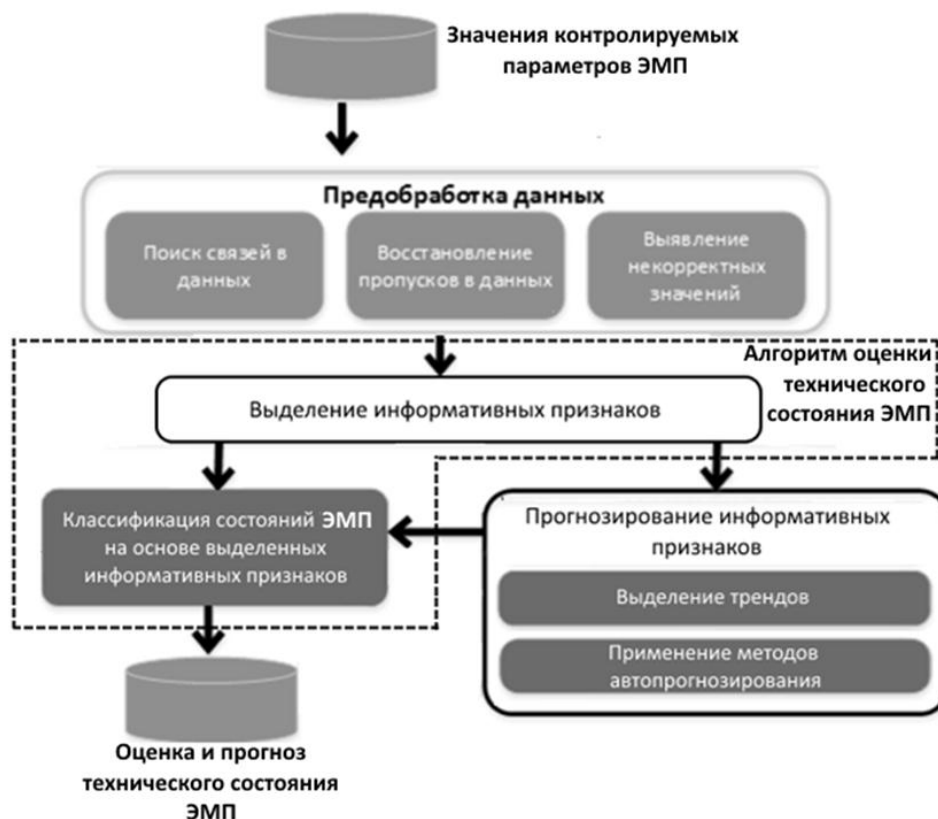 Значения контролируемых
параметров ЭМП
Предобработка данных
Поиск связей в
данных
Восстановление
пропусков в данных
Выявление
некорректных
значений
Алгоритм оценки
технического
состояния ЭМП
Выделение информативных признаков
Классификация состояний ЭМП
на основе выделенных
информативных признаков
Прогнозирование информативных
признаков
Выделение трендов
Применение методов
автопрогнозирования
Оценка и прогноз
технического состояния
ЭМП